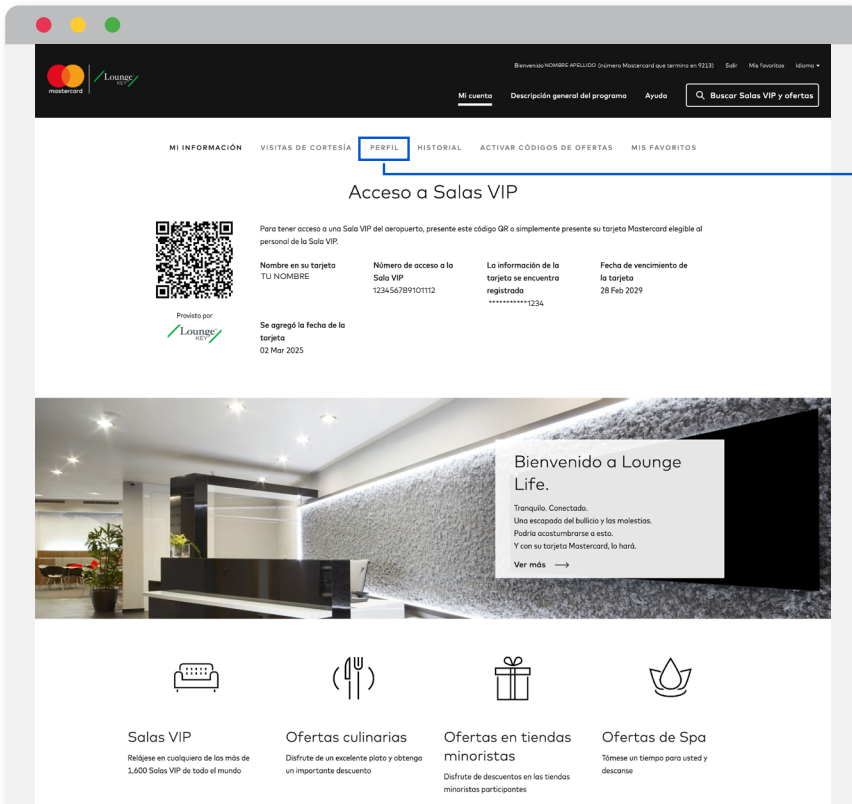 Bienvenido NOMBRE APELLIDO (número Mastercard que termina en 9213) Salir Mis favoritos Idioma
mastercard
Lounge
KEY
Mi cuenta Descripción general del programa Ayuda Buscar Salas VIP y ofertas
MI INFORMACIÓN VISITAS DE CORTESÍA PERFIL HISTORIAL ACTIVAR CÓDIGOS DE OFERTAS MIS FAVORITOS
Acceso a Salas VIP
Para tener acceso a una Sala VIP del aeropuerto, presente este código QR o simplemente presente su tarjeta Mastercard elegible al
personal de la Sala VIP.
Nombre en su tarjeta
TU NOMBRE
Número de acceso a la
Sala VIP
123456789101112
La información de la
tarjeta se encuentra
registrada
***********1234
Fecha de vencimiento de
la tarjeta
28 Feb 2029
Provisto por
Lounge
KEY
Se agregó la fecha de la
tarjeta
02 Mar 2025
Bienvenido a Lounge
Life.
Tranquilo. Conectado.
Una escapada del bullicio y las molestias.
Podría acostumbrarse a esto.
Y con su tarjeta Mastercard, lo hará.
Ver más
Salas VIP
Relájese en cualquiera de las más de
1,600 Salas VIP de todo el mundo
Ofertas culinarias
Disfrute de un excelente plato y obtenga
un importante descuento
Ofertas en tiendas
minoristas
Disfrute de descuentos en las tiendas
minoristas participantes
Ofertas de Spa
Tómese un tiempo para usted y
descanse